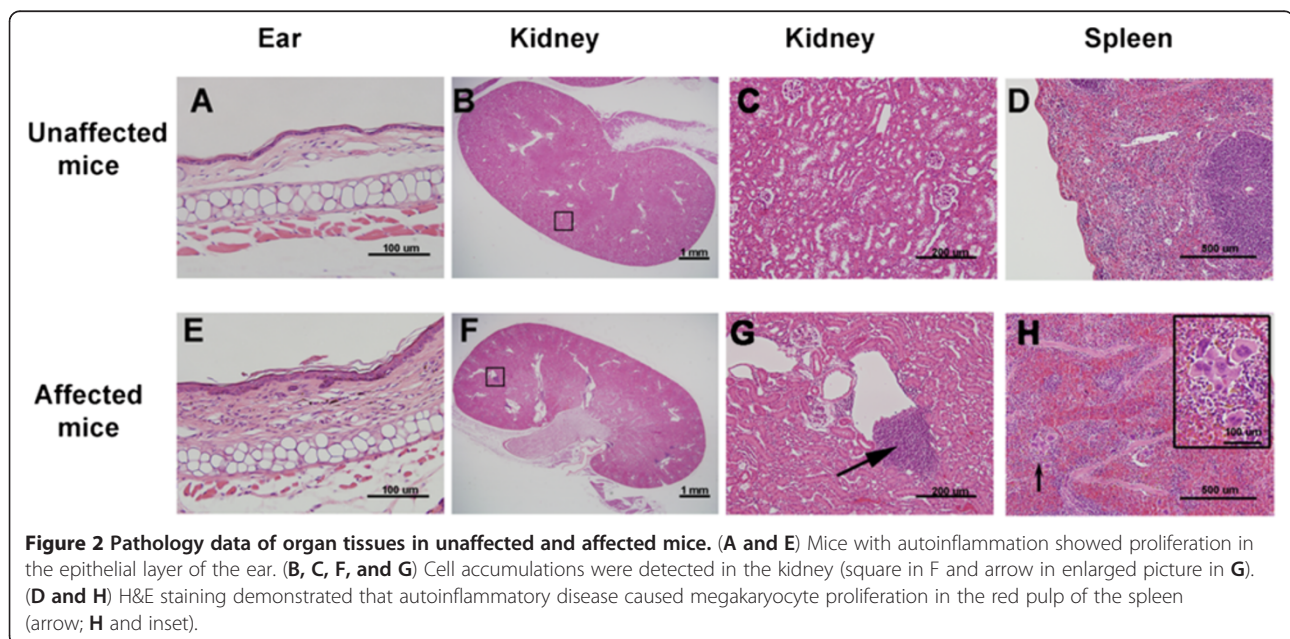 Ear Kidney Kidney Spleen
Unaffected
mice
A B C D
100 um 1 mm 200 um 500 um
Affected
mice
E F G H
100 um
100 um 1 mm 200 um 500 um
Figure 2 Pathology data of organ tissues in unaffected and affected mice. (A and E) Mice with autoinflammation showed proliferation in
the epithelial layer of the ear. (B, C, F, and G) Cell accumulations were detected in the kidney (square in F and arrow in enlarged picture in G).
(D and H) H&E staining demonstrated that autoinflammatory disease caused megakaryocyte proliferation in the red pulp of the spleen
(arrow; H and inset).